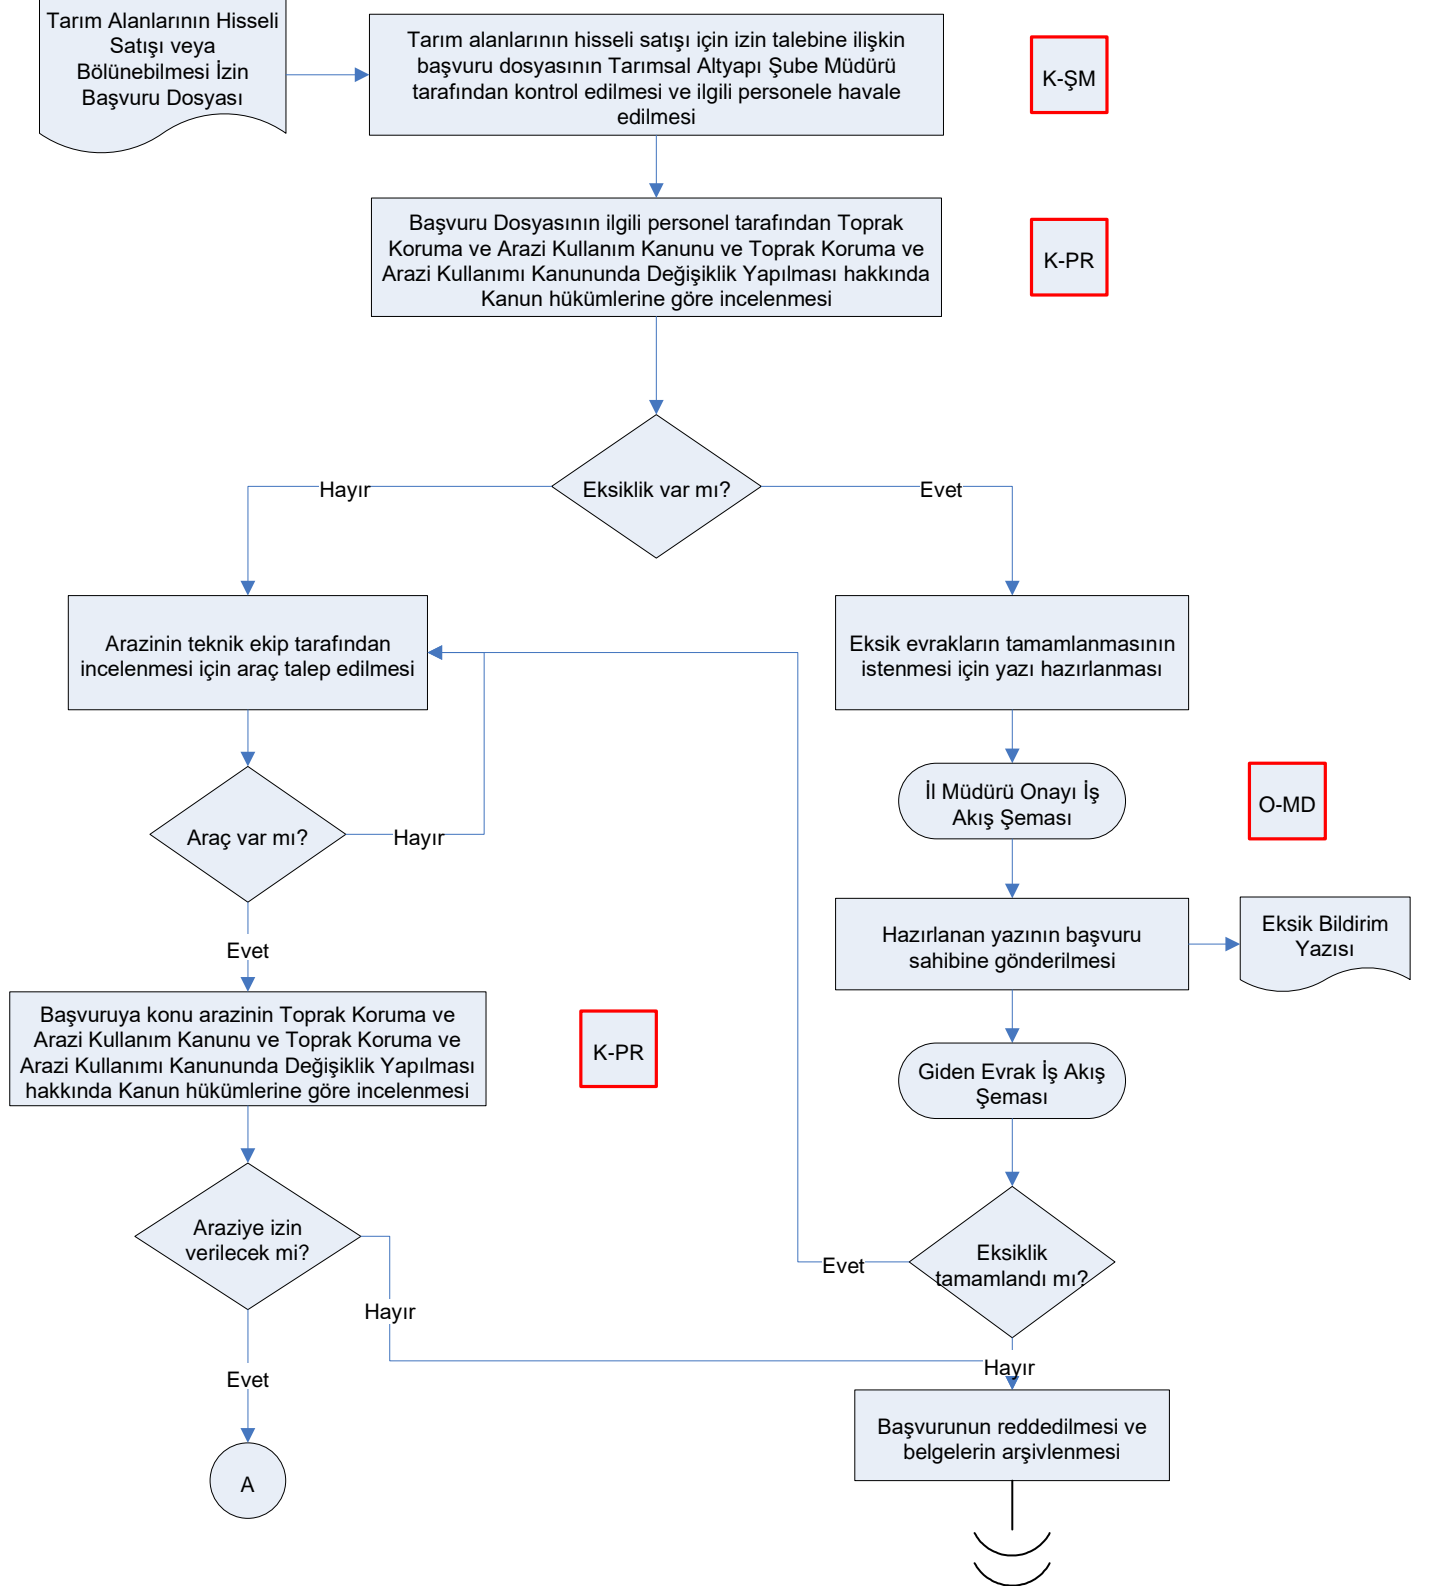 Tarım Alanlarının Hisseli
Satışı veya
Bölünebilmesi İzin
Başvuru Dosyası
Tarım alanlarının hisseli satışı için izin talebine ilişkin
başvuru dosyasının Tarımsal Altyapı Şube Müdürü
tarafından kontrol edilmesi ve ilgili personele havale
edilmesi
K-ŞM
Başvuru Dosyasının ilgili personel tarafından Toprak
Koruma ve Arazi Kullanım Kanunu ve Toprak Koruma ve
Arazi Kullanımı Kanununda Değişiklik Yapılması hakkında
Kanun hükümlerine göre incelenmesi
K-PR
Eksiklik var mı?
Hayır
Evet
Arazinin teknik ekip tarafından
incelenmesi için araç talep edilmesi
Eksik evrakların tamamlanmasının
istenmesi için yazı hazırlanması
İl Müdürü Onayı İş
Akış Şeması
O-MD
Araç var mı?
Hayır
Evet
Hazırlanan yazının başvuru
sahibine gönderilmesi
Eksik Bildirim
Yazısı
Başvuruya konu arazinin Toprak Koruma ve
Arazi Kullanım Kanunu ve Toprak Koruma ve
Arazi Kullanımı Kanununda Değişiklik Yapılması
hakkında Kanun hükümlerine göre incelenmesi
K-PR
Giden Evrak İş Akış
Şeması
Araziye izin
verilecek mi?
Eksiklik
tamamlandı mı?
Evet
Hayır
Hayır
Evet
Başvurunun reddedilmesi ve
belgelerin arşivlenmesi
A